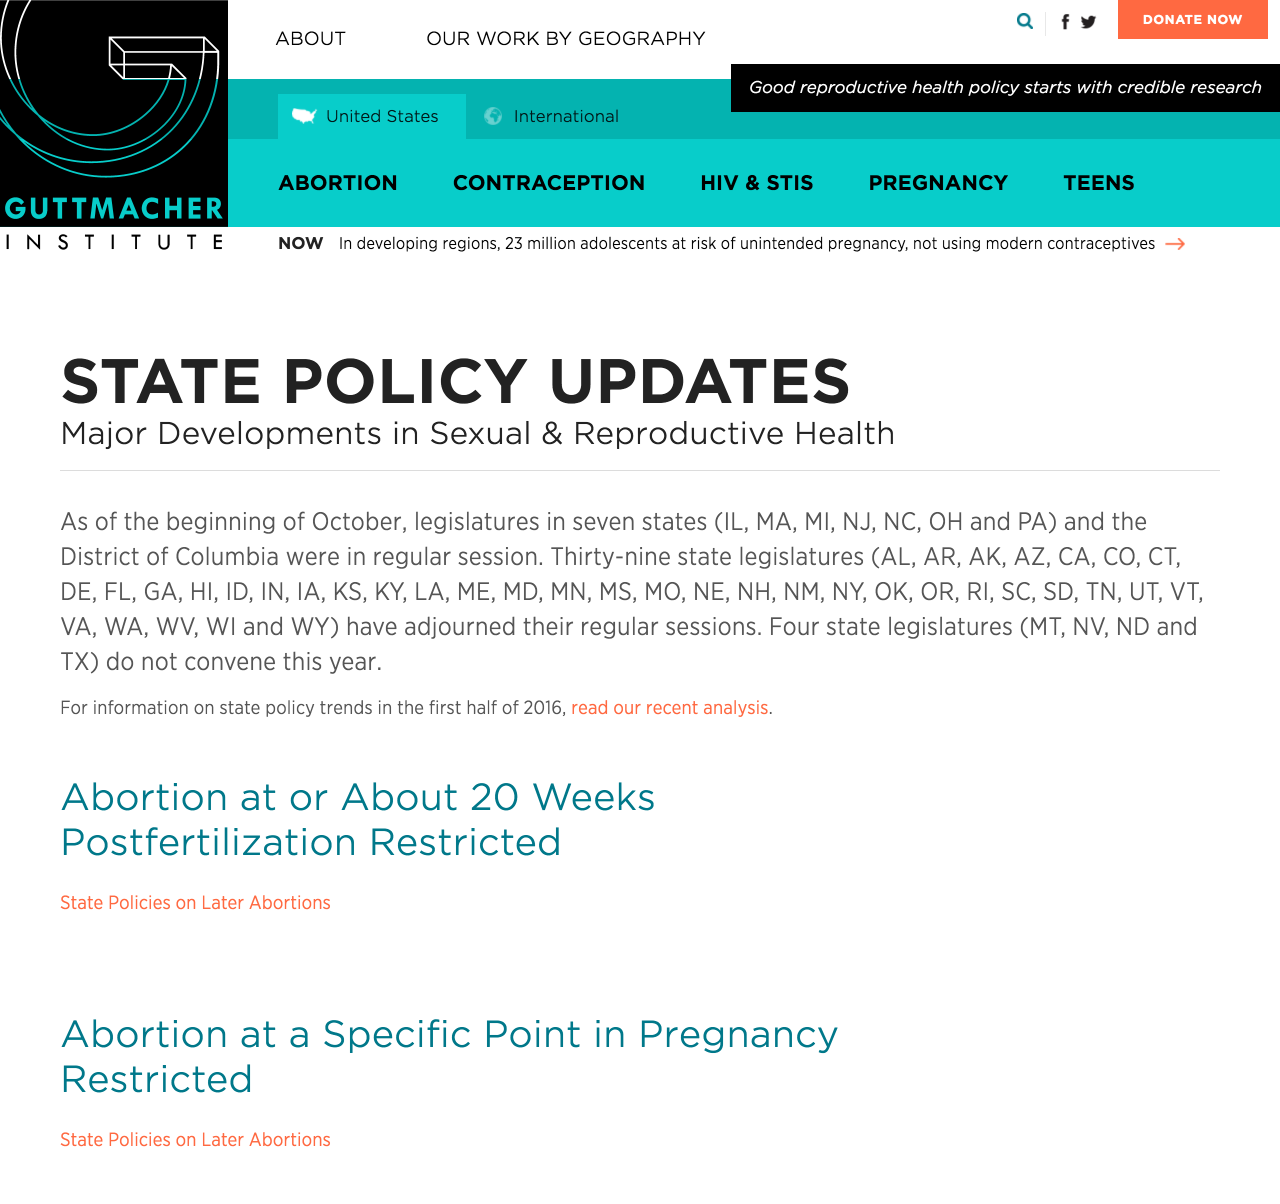 ABOUT
OUR WORK BY GEOGRAPHY
DONATE NOW
Good reproductive health policy starts with credible research
United States
International
GUTTMACHER
INSTITUTE
ABORTION
CONTRACEPTION
HIV & STIS
PREGNANCY
TEENS
NOW In developing regions, 23 million adolescents at risk of unintended pregnancy, not using modern contraceptives
STATE POLICY UPDATES
Major Developments in Sexual & Reproductive Health
As of the beginning of October, legislatures in seven states (IL, MA, MI, NJ, NC, OH and PA) and the
District of Columbia were in regular session. Thirty-nine state legislatures (AL, AR, AK, AZ, CA, CO, CT,
DE, FL, GA, HI, ID, IN, IA, KS, KY, LA, ME, MD, MN, MS, MO, NE, NH, NM, NY, OK, OR, RI, SC, SD, TN, UT, VT,
VA, WA, WV, WI and WY) have adjourned their regular sessions. Four state legislatures (MT, NV, ND and
TX) do not convene this year.
For information on state policy trends in the first half of 2016, read our recent analysis.
Abortion at or About 20 Weeks
Postfertilization Restricted
State Policies on Later Abortions
Abortion at a Specific Point in Pregnancy
Restricted
State Policies on Later Abortions